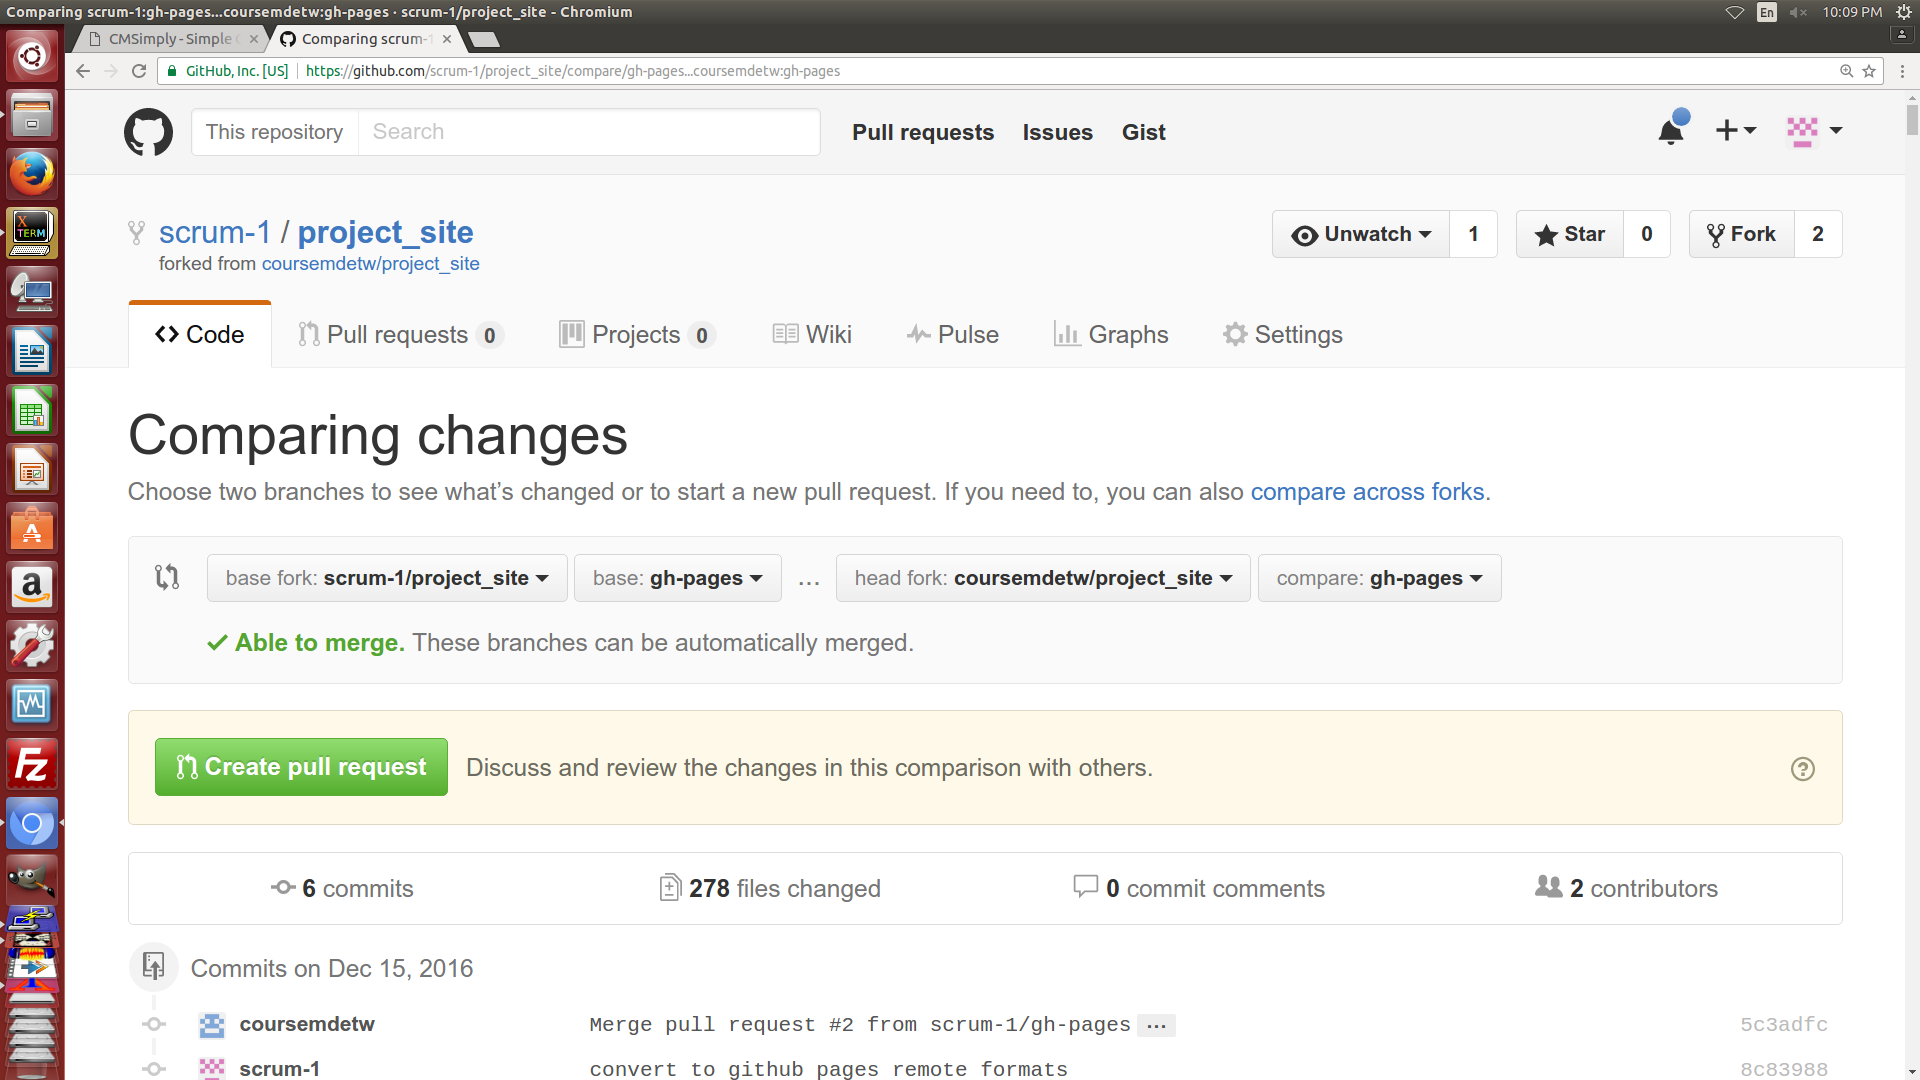 Comparing scrum-1:gh-pages...coursemdetw:gh-pages · scrum-1/project_site - Chromium
En
10:09 PM
CMSimply - Simple
Comparing scrum-1
GitHub, Inc. [US]
https://github.com/scrum-1/project_site/compare/gh-pages...coursemdetw:gh-pages
This repository
Search
Pull requests
Issues
Gist
scrum-1 / project_site
forked from coursemdetw/project_site
Unwatch 1
Star 0
Fork 2
Code
Pull requests 0
Projects 0
Wiki
Pulse
Graphs
Settings
Comparing changes
Choose two branches to see what’s changed or to start a new pull request. If you need to, you can also compare across forks.
base fork: scrum-1/project_site
base: gh-pages
...
head fork: coursemdetw/project_site
compare: gh-pages
Able to merge. These branches can be automatically merged.
Create pull request
Discuss and review the changes in this comparison with others.
6 commits
278 files changed
0 commit comments
2 contributors
Commits on Dec 15, 2016
coursemdetw
Merge pull request #2 from scrum-1/gh-pages …
5c3adfc
scrum-1
convert to github pages remote formats
8c83988
X
TERM
A
a
Fz